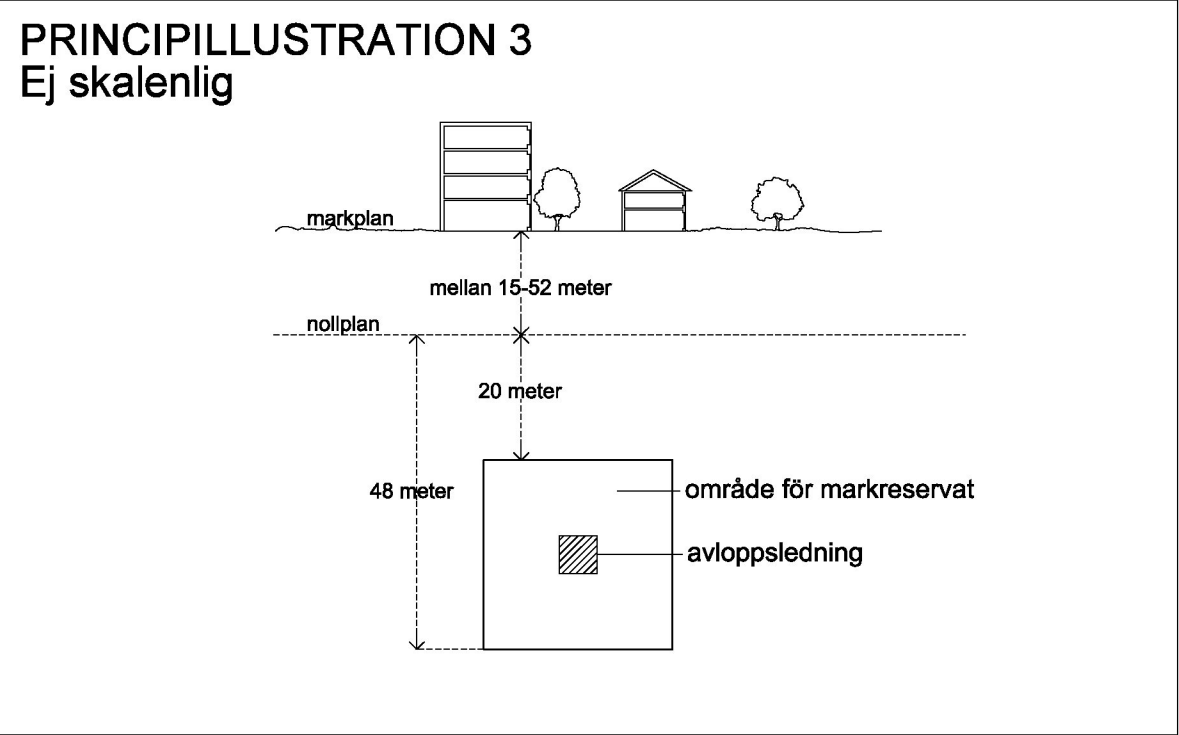 PRINCIPILLUSTRATION 3
Ej skalenlig
markplan
mellan 15-52 meter
nollplan
20 meter
48 meter
område för markreservat
avloppsledning